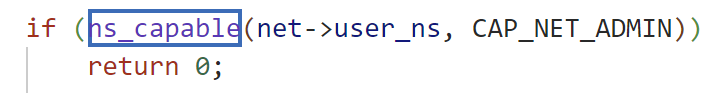 if (ns_capable(net->user_ns, CAP_NET_ADMIN))
return 0;